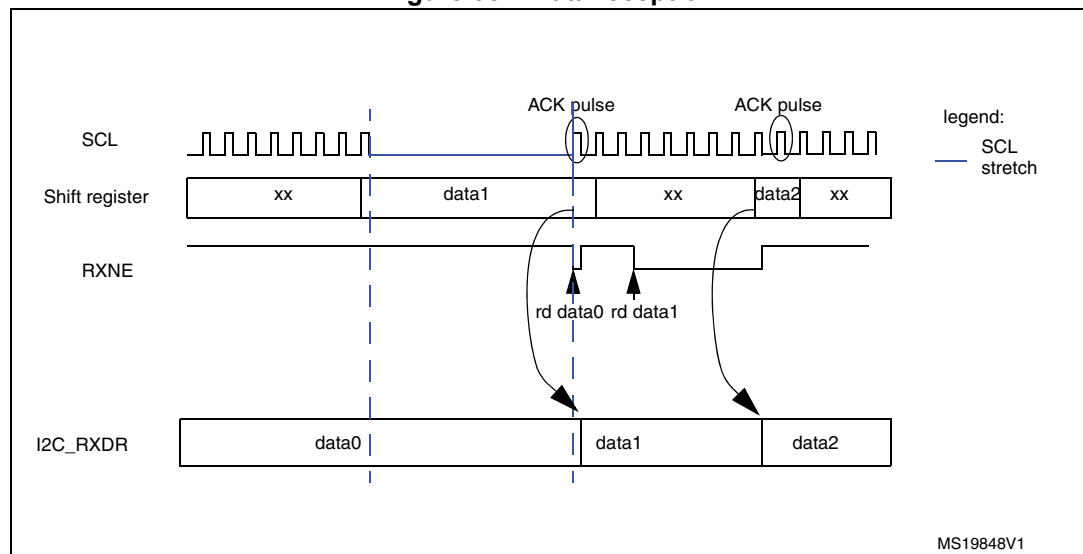 ACK pulse
ACK pulse
legend:
SCL
SCL
stretch
Shift register
xx
data1
xx
data2
xx
RXNE
rd data0
rd data1
I2C_RXDR
data0
data1
data2
MS19848V1